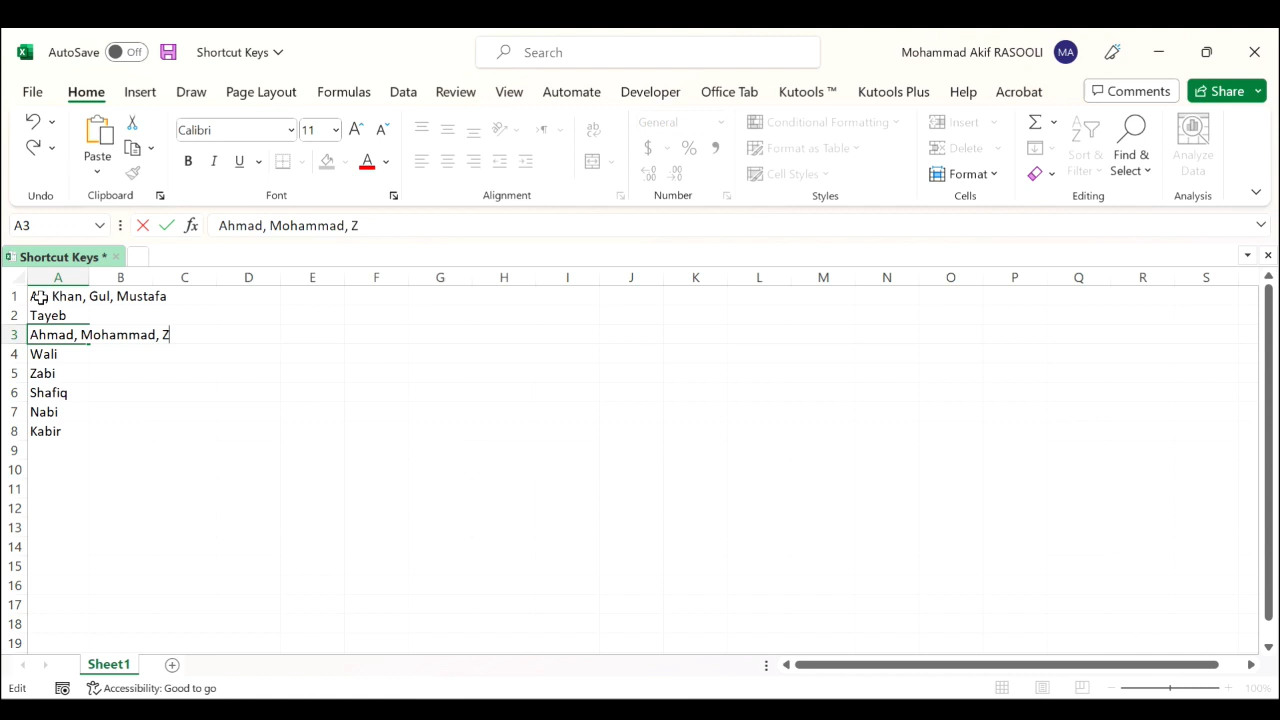 AutoSave Off Shortcut Keys Search Mohammad Akif RASOOLI MA
File Home Insert Draw Page Layout Formulas Data Review View Automate Developer Office Tab Kutools ™ Kutools Plus Help Acrobat Comments Share
Calibri 11 General Conditional Formatting Insert
Paste B I U A $ % Format as Table Delete Sort & Filter Find & Select Analyze Data
Cell Styles Format
Undo Clipboard Font Alignment Number Styles Cells Editing Analysis
A3 fx Ahmad, Mohammad, Z
Shortcut Keys *
A B C D E F G H I J K L M N O P Q R S
1 Khan, Gul, Mustafa
2 Tayeb
3 Ahmad, Mohammad, Z
4 Wali
5 Zabi
6 Shafiq
7 Nabi
8 Kabir
9
10
11
12
13
14
15
16
17
18
19
Sheet1
Edit Accessibility: Good to go 100%